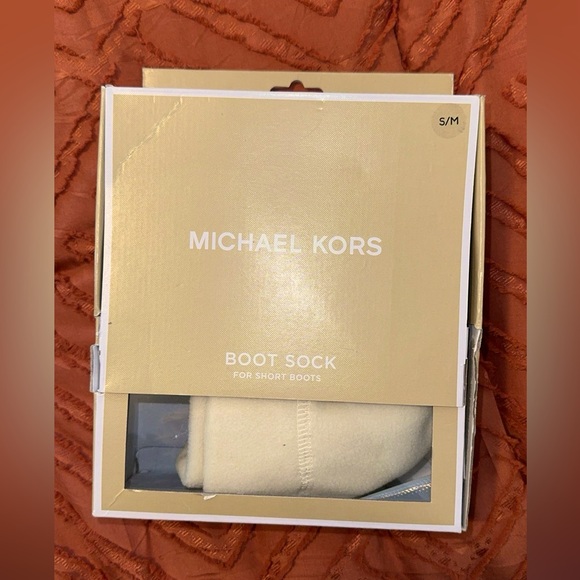 S/M
MICHAEL KORS
BOOT SOCK
FOR SHORT BOOTS